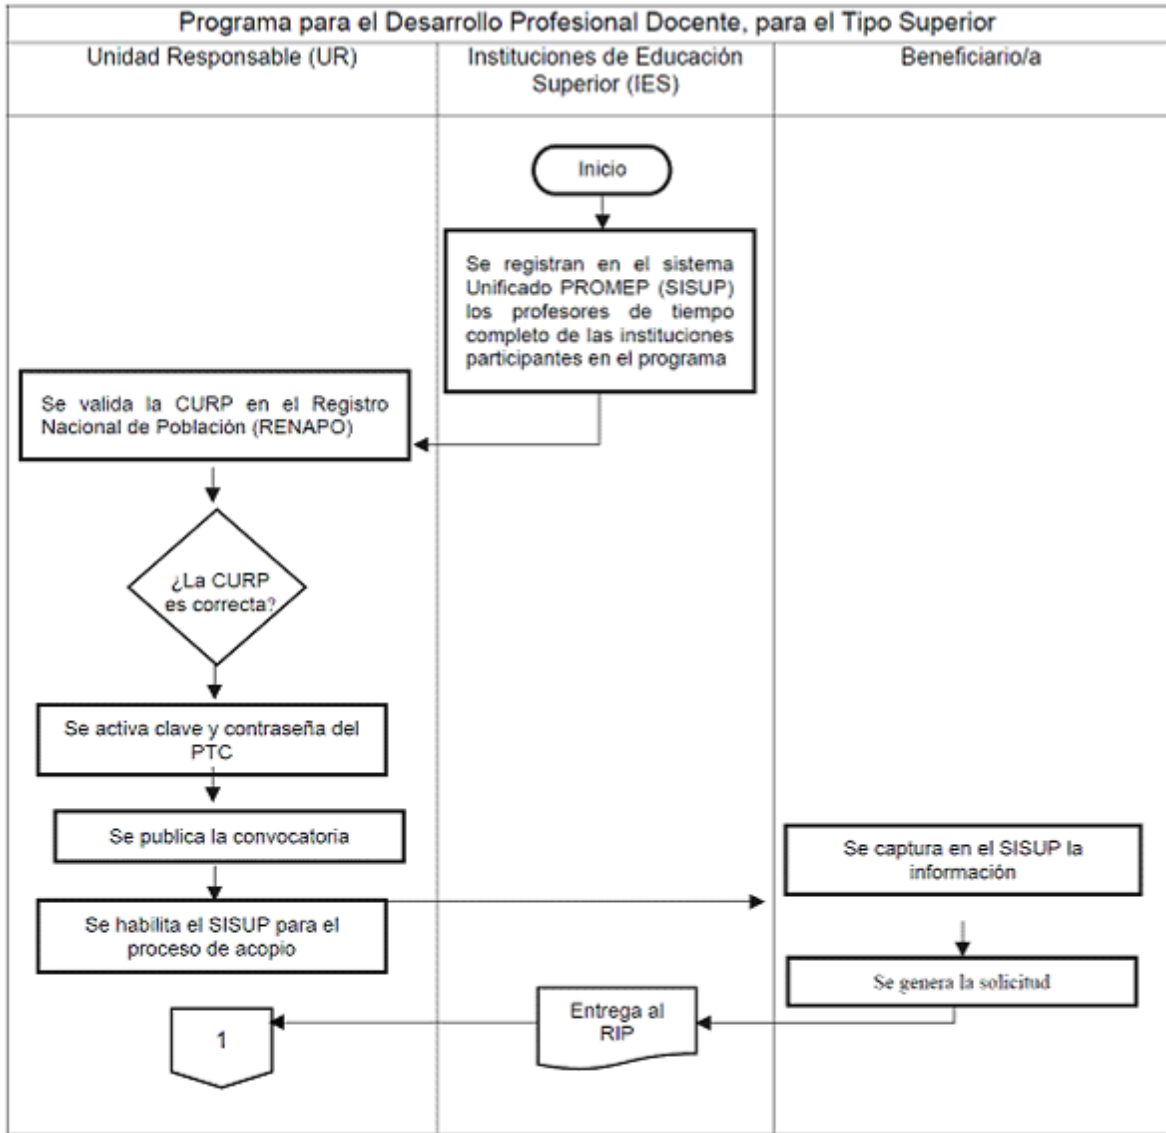 Programa para el Desarrollo Profesional Docente, para el Tipo Superior
Unidad Responsable (UR)
Instituciones de Educación
Superior (IES)
Beneficiario/a
Inicio
Se registran en el sistema
Unificado PROMEP (SISUP)
los profesores de tiempo
completo de las instituciones
participantes en el programa
Se valida la CURP en el Registro
Nacional de Población (RENAPO)
¿La CURP
es correcta?
Se activa clave y contraseña del
PTC
Se publica la convocatoria
Se habilita el SISUP para el
proceso de acopio
Se captura en el SISUP la
información
Se genera la solicitud
Entrega al
RIP
1